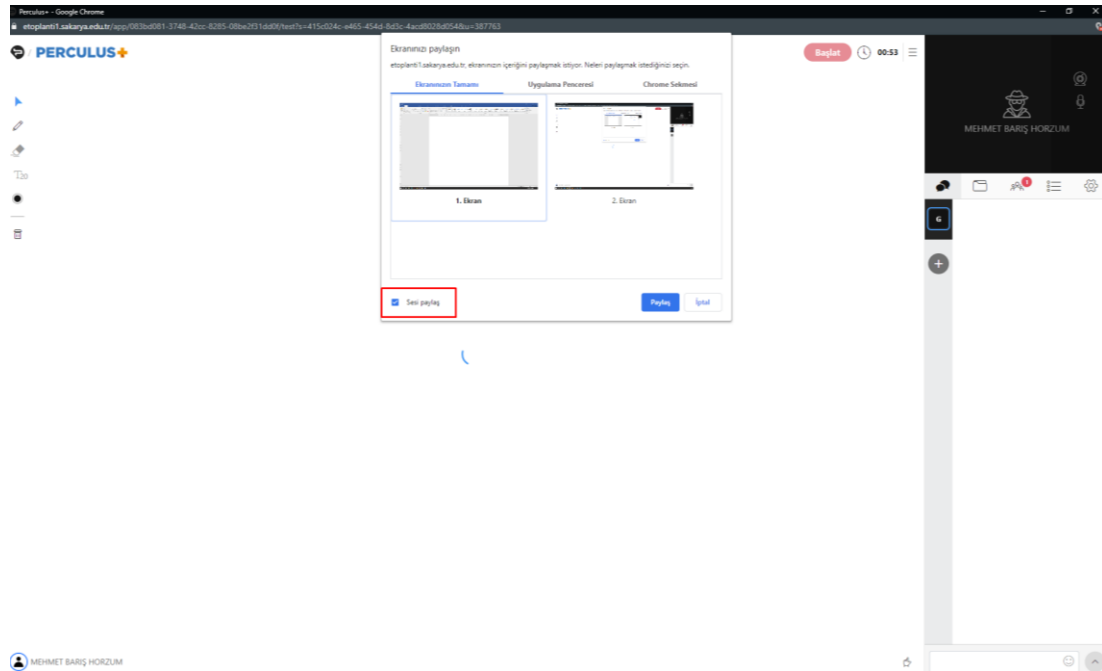 Perculus+ - Google Chrome
etoplanti1.sakarya.edu.tr/app/083bd081-3748-42cc-8285-08be2f31dd0f/test?s=415c024c-e465-454d-8d3c-4acd8028d054&u=387763
PERCULUS+
Ekranınızı paylaşın
etoplanti1.sakarya.edu.tr, ekranınızın içeriğini paylaşmak istiyor. Neleri paylaşmak istediğinizi seçin.
Ekranınızın Tamamı
Uygulama Penceresi
Chrome Sekmesi
1. Ekran
2. Ekran
Sesi paylaş
Paylaş
İptal
Başlat
00:53
MEHMET BARIŞ HORZUM
1
G
T20
MEHMET BARIŞ HORZUM